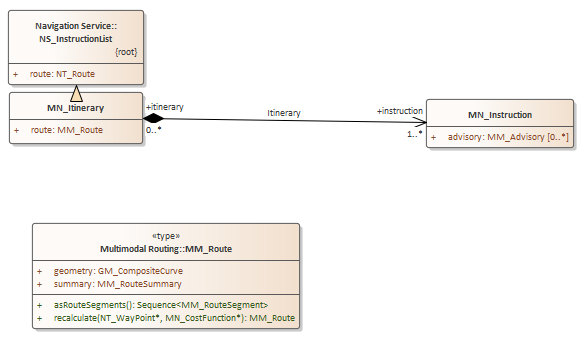 Navigation Service::
NS_InstructionList
{root}
+ route: NT_Route
MN_Itinerary
+ route: MM_Route
+itinerary
0..*
Itinerary
+instruction
1..*
MN_Instruction
+ advisory: MM_Advisory [0..*]
«type»
Multimodal Routing::MM_Route
+ geometry: GM_CompositeCurve
+ summary: MM_RouteSummary
+ asRouteSegments(): Sequence<MM_RouteSegment>
+ recalculate(NT_WayPoint*, MN_CostFunction*): MM_Route